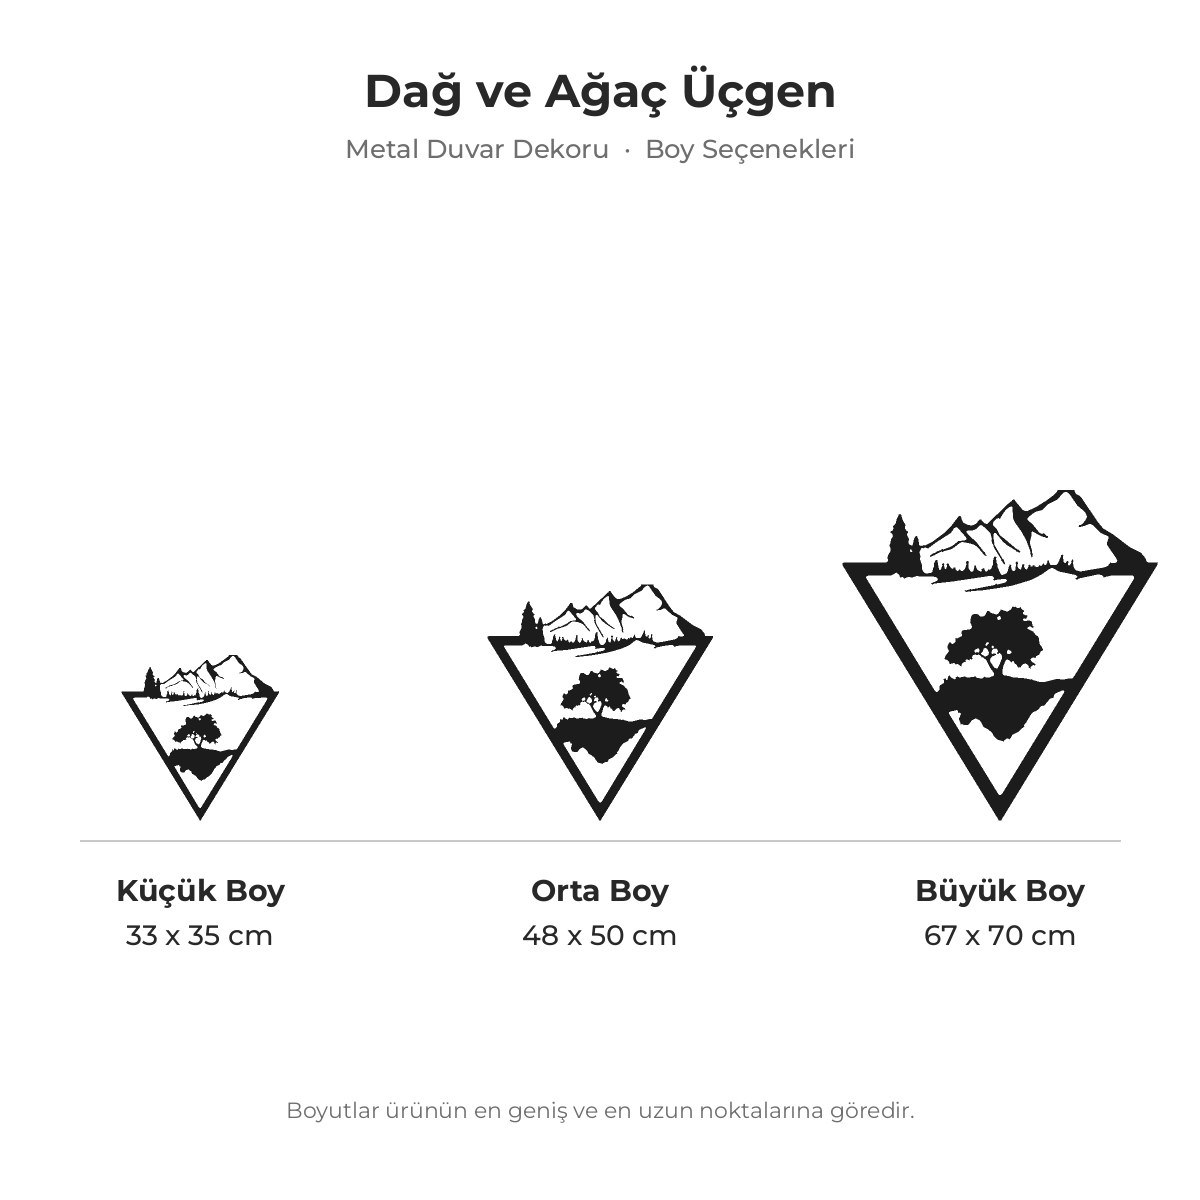 Dağ ve Ağaç Üçgen
Metal Duvar Dekoru · Boy Seçenekleri
Küçük Boy
33 x 35 cm
Orta Boy
48 x 50 cm
Büyük Boy
67 x 70 cm
Boyutlar ürünün en geniş ve en uzun noktalarına göredir.